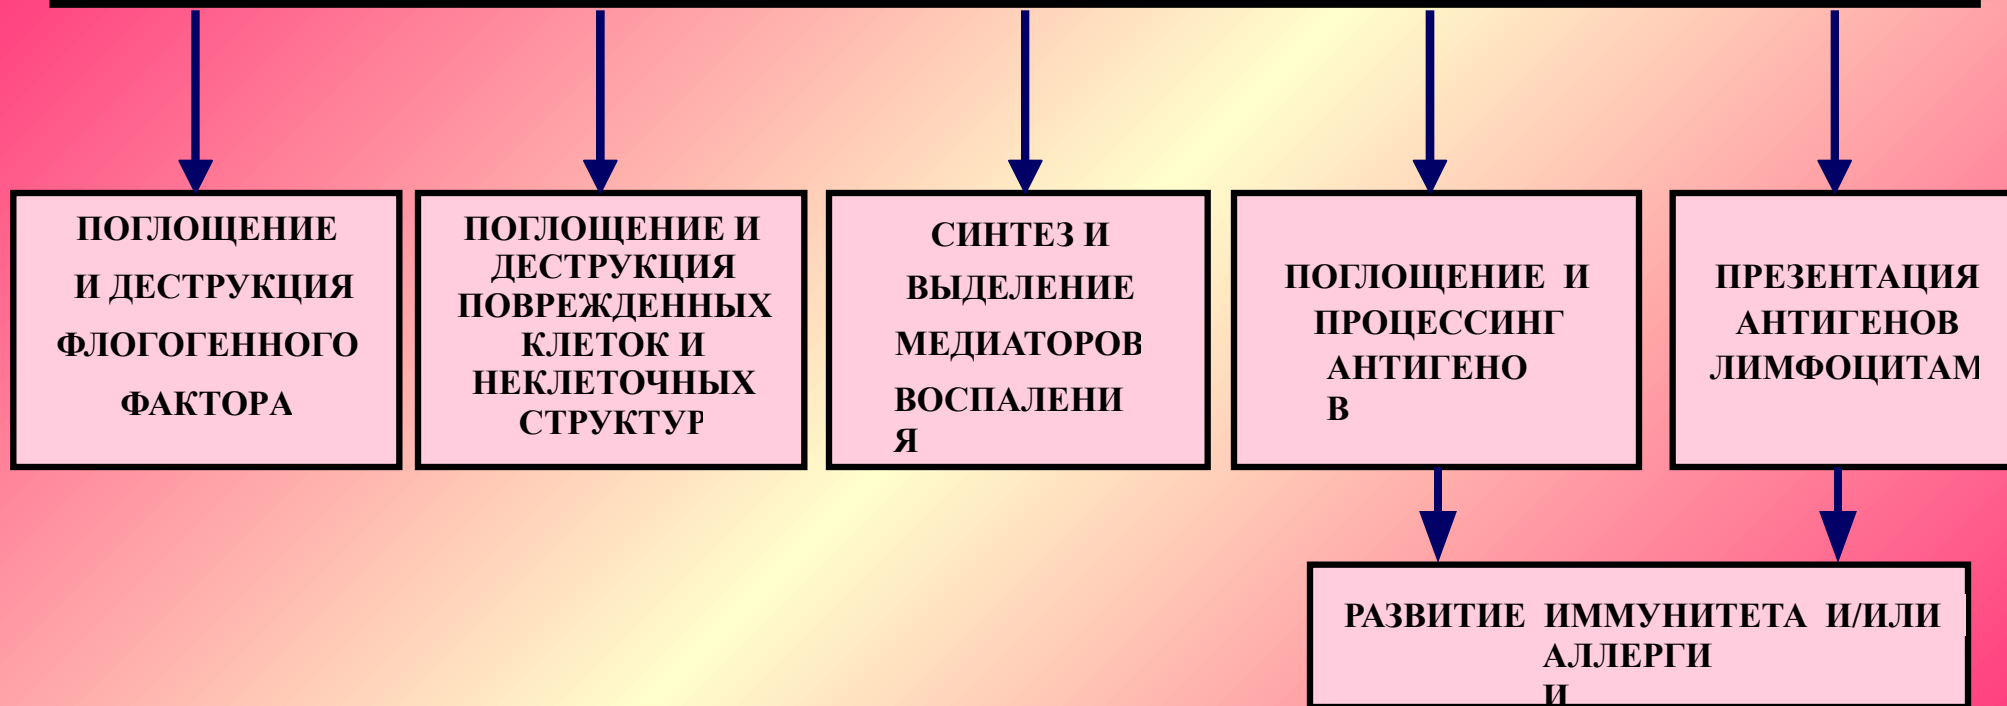 ПОГЛОЩЕНИЕ
И ДЕСТРУКЦИЯ
ФЛОГОГЕННОГО
ФАКТОРА
ПОГЛОЩЕНИЕ И
ДЕСТРУКЦИЯ
ПОВРЕЖДЕННЫХ
КЛЕТОК И
НЕКЛЕТОЧНЫХ
СТРУКТУР
СИНТЕЗ И
ВЫДЕЛЕНИЕ
МЕДИАТОРОВ
ВОСПАЛЕНИ
Я
ПОГЛОЩЕНИЕ И
ПРОЦЕССИНГ
АНТИГЕНО
В
ПРЕЗЕНТАЦИЯ
АНТИГЕНОВ
ЛИМФОЦИТАМ
РАЗВИТИЕ ИММУНИТЕТА И/ИЛИ
АЛЛЕРГИ
И